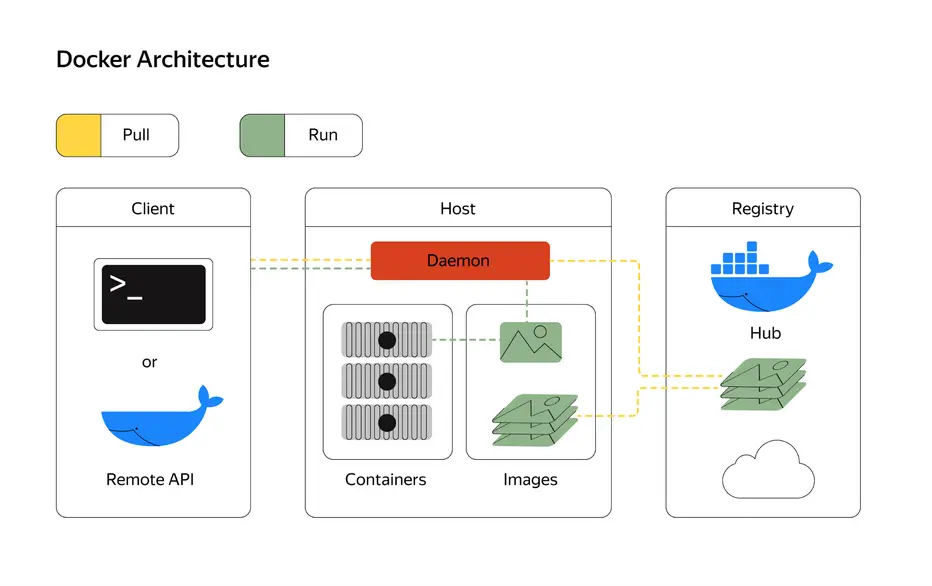 Docker Architecture
Pull
Run
Client
Host
Registry
Daemon
>_
or
Hub
Remote API
Containers
Images